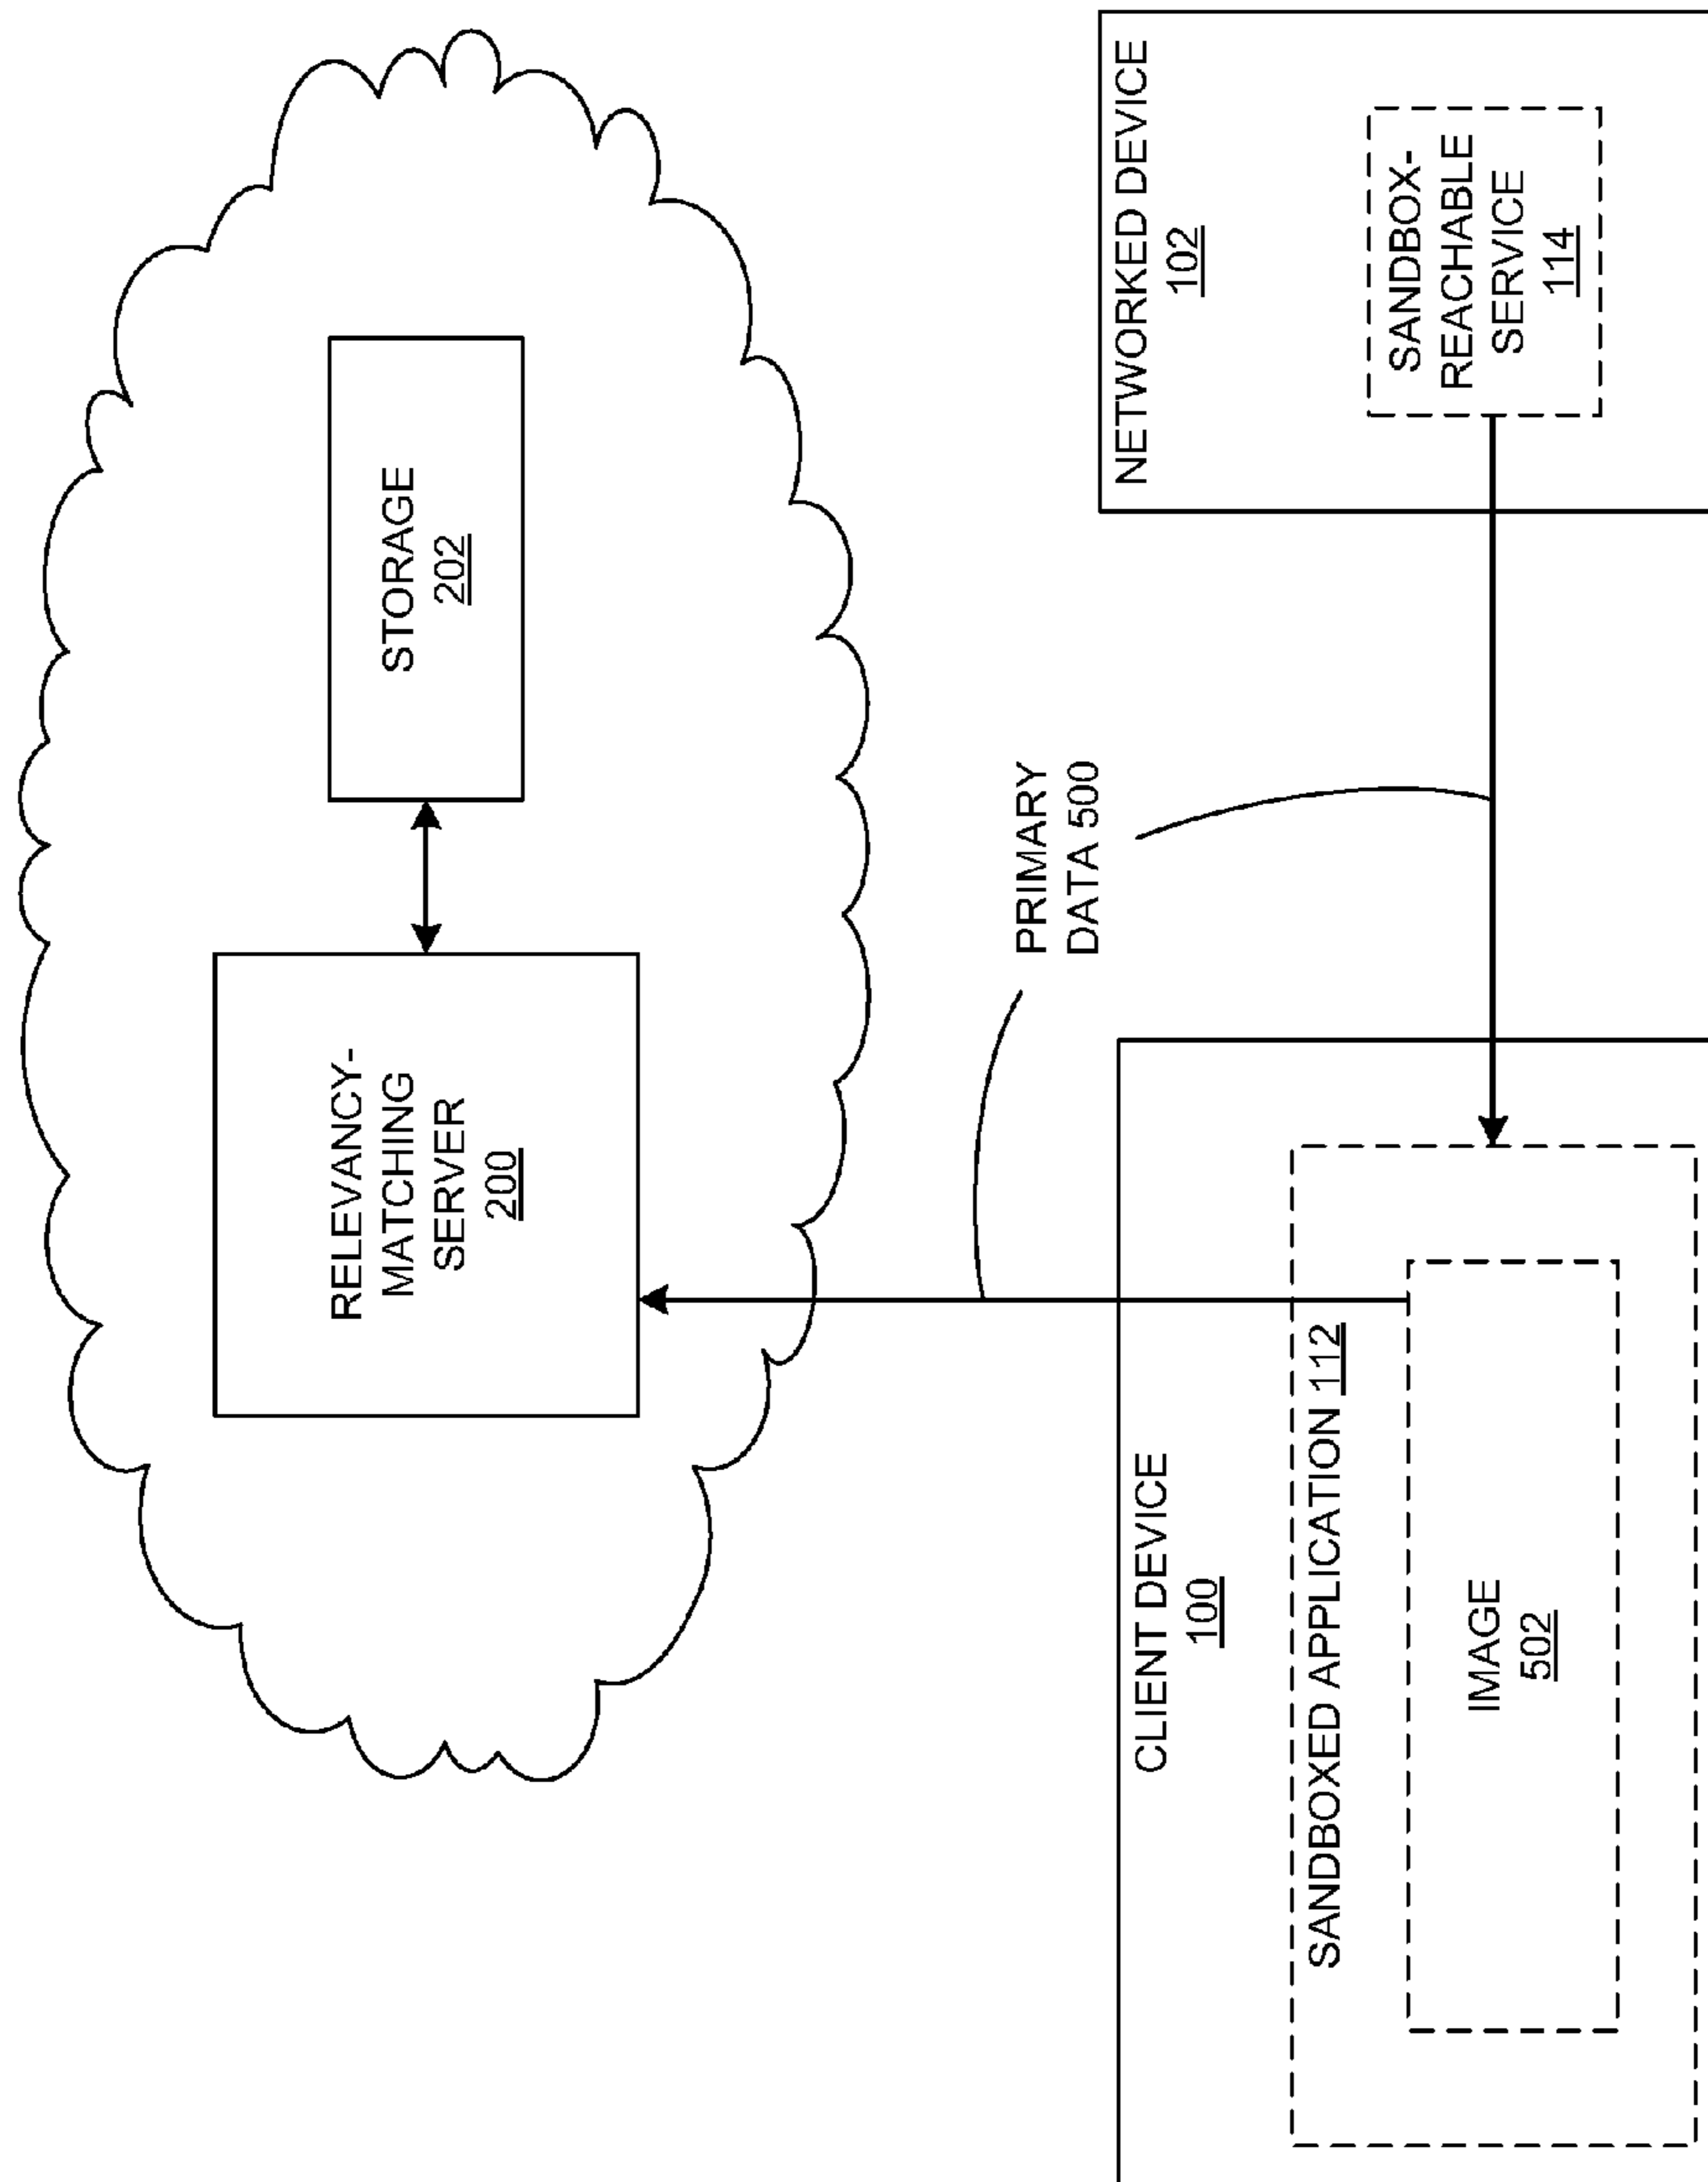 RELEVANCY-
MATCHING
SERVER
200
STORAGE
202
PRIMARY
DATA 500
CLIENT DEVICE
100
SANDBOXED APPLICATION 112
IMAGE
502
NETWORKED DEVICE
102
SANDBOX-
REACHABLE
SERVICE
114